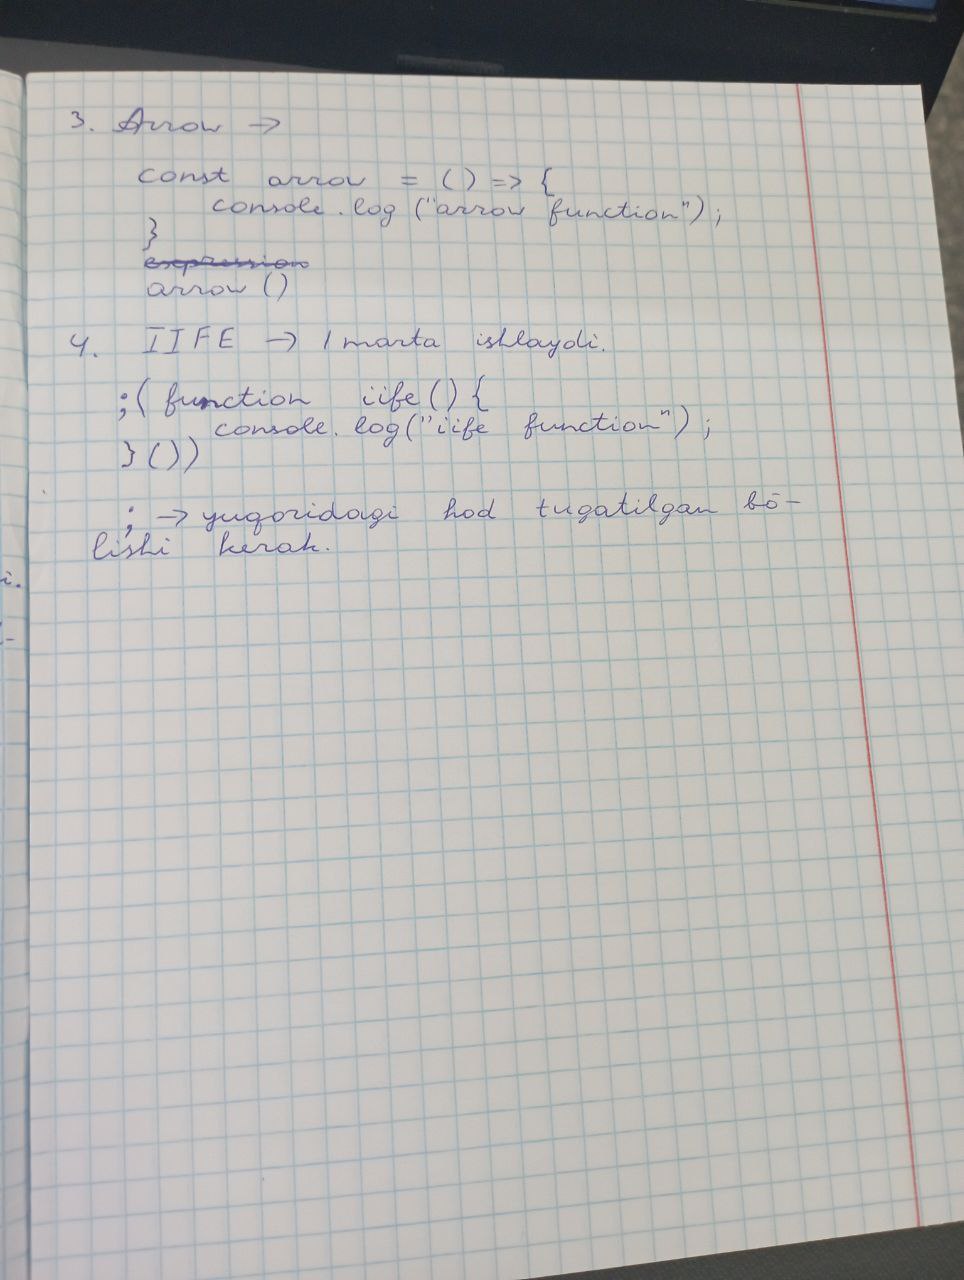 3. Arrow →
const arrow = () => {
console.log ("arrow function");
}
expression
arrow ()
4. IIFE → 1 marta ishlaydi.
;( function iife () {
console.log("iife function");
} ())
; → yuqoridagi kod tugatilgan bō-
lishi kerak.
i.